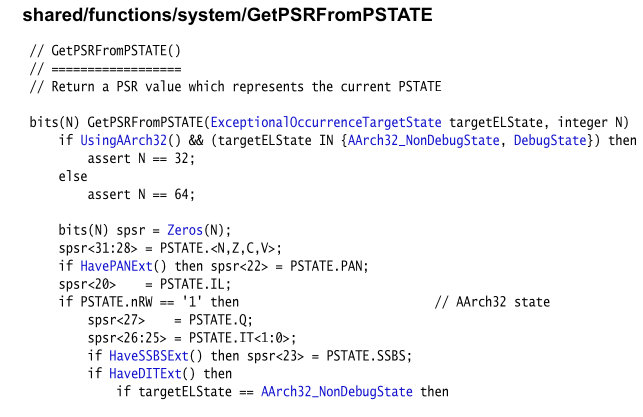 shared/functions/system/GetPSRFromPSTATE
// GetPSRFromPSTATE()
// ==================
// Return a PSR value which represents the current PSTATE
bits(N) GetPSRFromPSTATE(ExceptionalOccurrenceTargetState targetELState, integer N)
if UsingAArch32() && (targetELState IN {AArch32_NonDebugState, DebugState}) then
assert N == 32;
else
assert N == 64;
bits(N) spsr = Zeros(N);
spsr<31:28> = PSTATE.<N,Z,C,V>;
if HavePANExt() then spsr<22> = PSTATE.PAN;
spsr<20>    = PSTATE.IL;
if PSTATE.nRW == '1' then                           // AArch32 state
spsr<27>    = PSTATE.Q;
spsr<26:25> = PSTATE.IT<1:0>;
if HaveSSBSExt() then spsr<23> = PSTATE.SSBS;
if HaveDITExt() then
if targetELState == AArch32_NonDebugState then